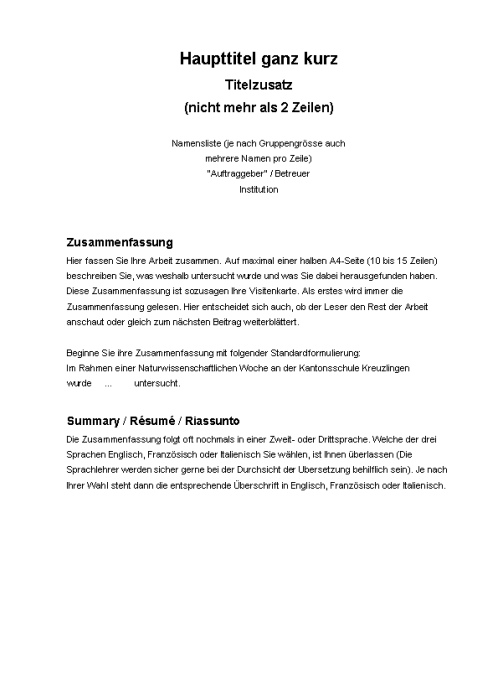 Haupttitel ganz kurz
Titelzusatz
(nicht mehr als 2 Zeilen)
Namensliste (je nach Gruppengrösse auch
mehrere Namen pro Zeile)
"Auftraggeber" / Betreuer
Institution
Zusammenfassung
Hier fassen Sie Ihre Arbeit zusammen. Auf maximal einer halben A4-Seite (10 bis 15 Zeilen)
beschreiben Sie, was weshalb untersucht wurde und was Sie dabei herausgefunden haben.
Diese Zusammenfassung ist sozusagen Ihre Visitenkarte. Als erstes wird immer die
Zusammenfassung gelesen. Hier entscheidet sich auch, ob der Leser den Rest der Arbeit
anschaut oder gleich zum nächsten Beitrag weiterblättert.
Beginne Sie ihre Zusammenfassung mit folgender Standardformulierung:
Im Rahmen einer Naturwissenschaftlichen Woche an der Kantonsschule Kreuzlingen
wurde ... untersucht.
Summary / Résumé / Riassunto
Die Zusammenfassung folgt oft nochmals in einer Zweit- oder Drittsprache. Welche der drei
Sprachen Englisch, Französisch oder Italienisch Sie wählen, ist Ihnen überlassen (Die
Sprachlehrer werden sicher gerne bei der Durchsicht der Übersetzung behilflich sein). Je nach
Ihrer Wahl steht dann die entsprechende Überschrift in Englisch, Französisch oder Italienisch.